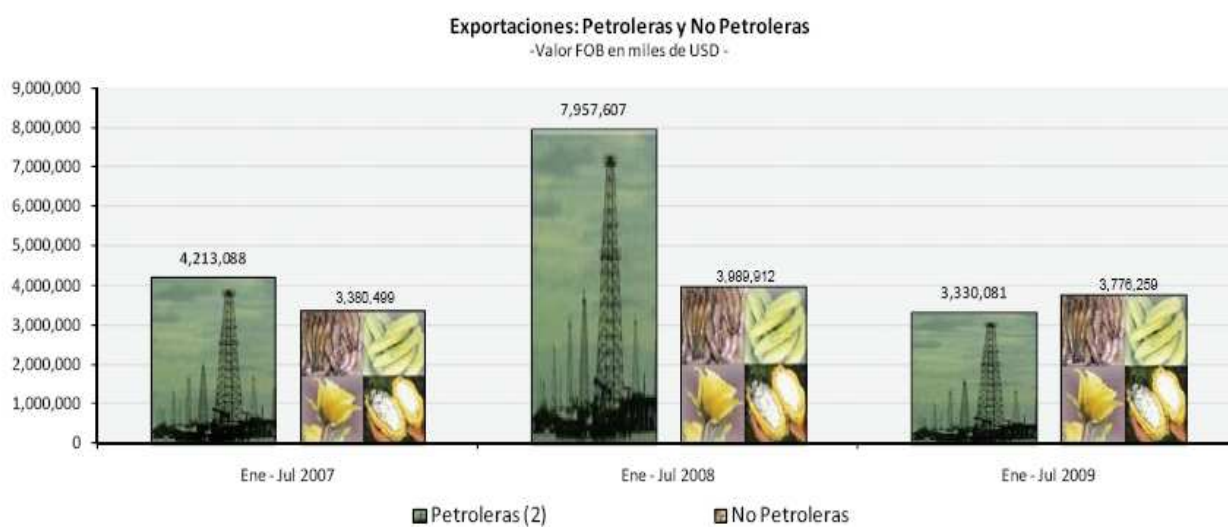 Exportaciones: Petroleras y No Petroleras
-Valor FOB en miles de USD -
9,000,000
8,000,000
7,000,000
6,000,000
5,000,000
4,000,000
3,000,000
2,000,000
1,000,000
0
4,213,088
3,380,499
7,957,607
3,989,912
3,330,081
3,776,259
Ene - Jul 2007
Ene - Jul 2008
Ene - Jul 2009
Petroleras (2)
No Petroleras